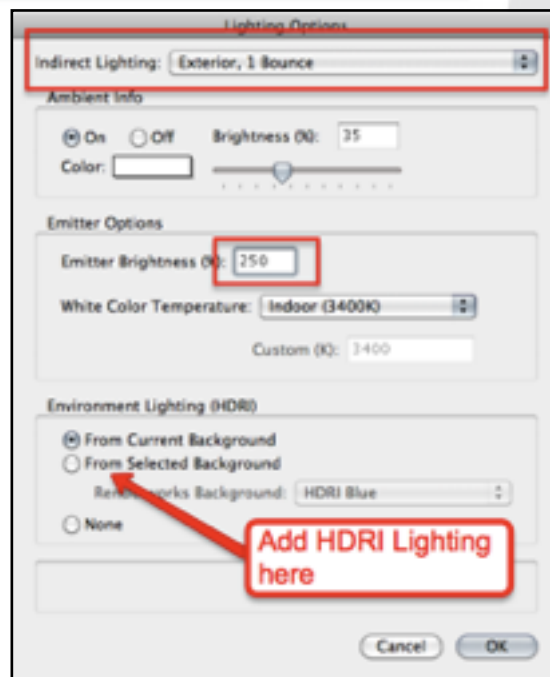 Lighting Options
Indirect Lighting: Exterior, 1 Bounce
Ambient Info
On Off Brightness (%): 35
Color:
Emitter Options
Emitter Brightness (%): 250
White Color Temperature: Indoor (3400K)
Custom (K): 3400
Environment Lighting (HDRI)
From Current Background
From Selected Background
Renderworks Background: HDRI Blue
None
Add HDRI Lighting
here
Cancel OK